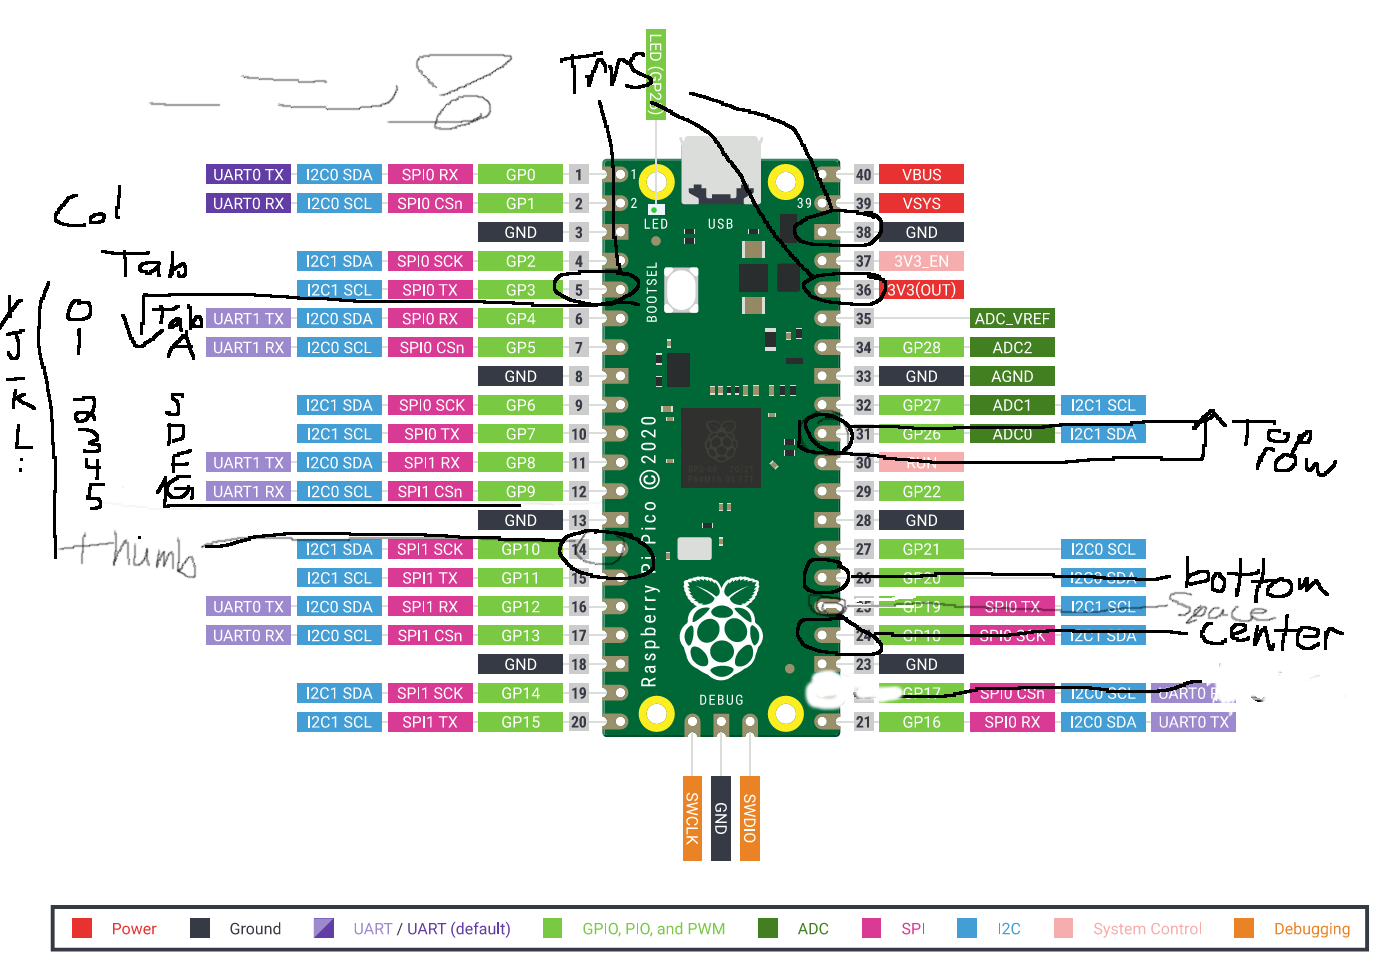 LED (GP25)
TRRS
UART0 TX I2C0 SDA SPI0 RX GP0 1 1 40 VBUS
UART0 RX I2C0 SCL SPI0 CSn GP1 2 2 39 39 VSYS
Col
GND 3 LED USB 38 GND
Tab I2C1 SDA SPI0 SCK GP2 4 37 3V3_EN
I2C1 SCL SPI0 TX GP3 5 BOOTSEL 36 3V3(OUT)
0 Tab UART1 TX I2C0 SDA SPI0 RX GP4 6 35 ADC_VREF
J 1 A UART1 RX I2C0 SCL SPI0 CSn GP5 7 34 GP28 ADC2
GND 8 33 GND AGND
K 2 S I2C1 SDA SPI0 SCK GP6 9 32 GP27 ADC1 I2C1 SCL
L 3 D I2C1 SCL SPI0 TX GP7 10 31 GP26 ADC0 I2C1 SDA Top row
: 4 F UART1 TX I2C0 SDA SPI1 RX GP8 11 30 RUN
5 G UART1 RX I2C0 SCL SPI1 CSn GP9 12 29 GP22
GND 13 28 GND
thumb I2C1 SDA SPI1 SCK GP10 14 27 GP21 I2C0 SCL
I2C1 SCL SPI1 TX GP11 15 26 GP20 I2C0 SDA bottom
UART0 TX I2C0 SDA SPI1 RX GP12 16 25 GP19 SPI0 TX I2C1 SCL Space
UART0 RX I2C0 SCL SPI1 CSn GP13 17 24 GP18 SPI0 SCK I2C1 SDA center
GND 18 23 GND
I2C1 SDA SPI1 SCK GP14 19 GP17 SPI0 CSn I2C0 SCL UART0
I2C1 SCL SPI1 TX GP15 20 21 GP16 SPI0 RX I2C0 SDA UART0 TX
Raspberry Pi Pico © 2020
DEBUG
SWCLK GND SWDIO
Power Ground UART / UART (default) GPIO, PIO, and PWM ADC SPI I2C System Control Debugging